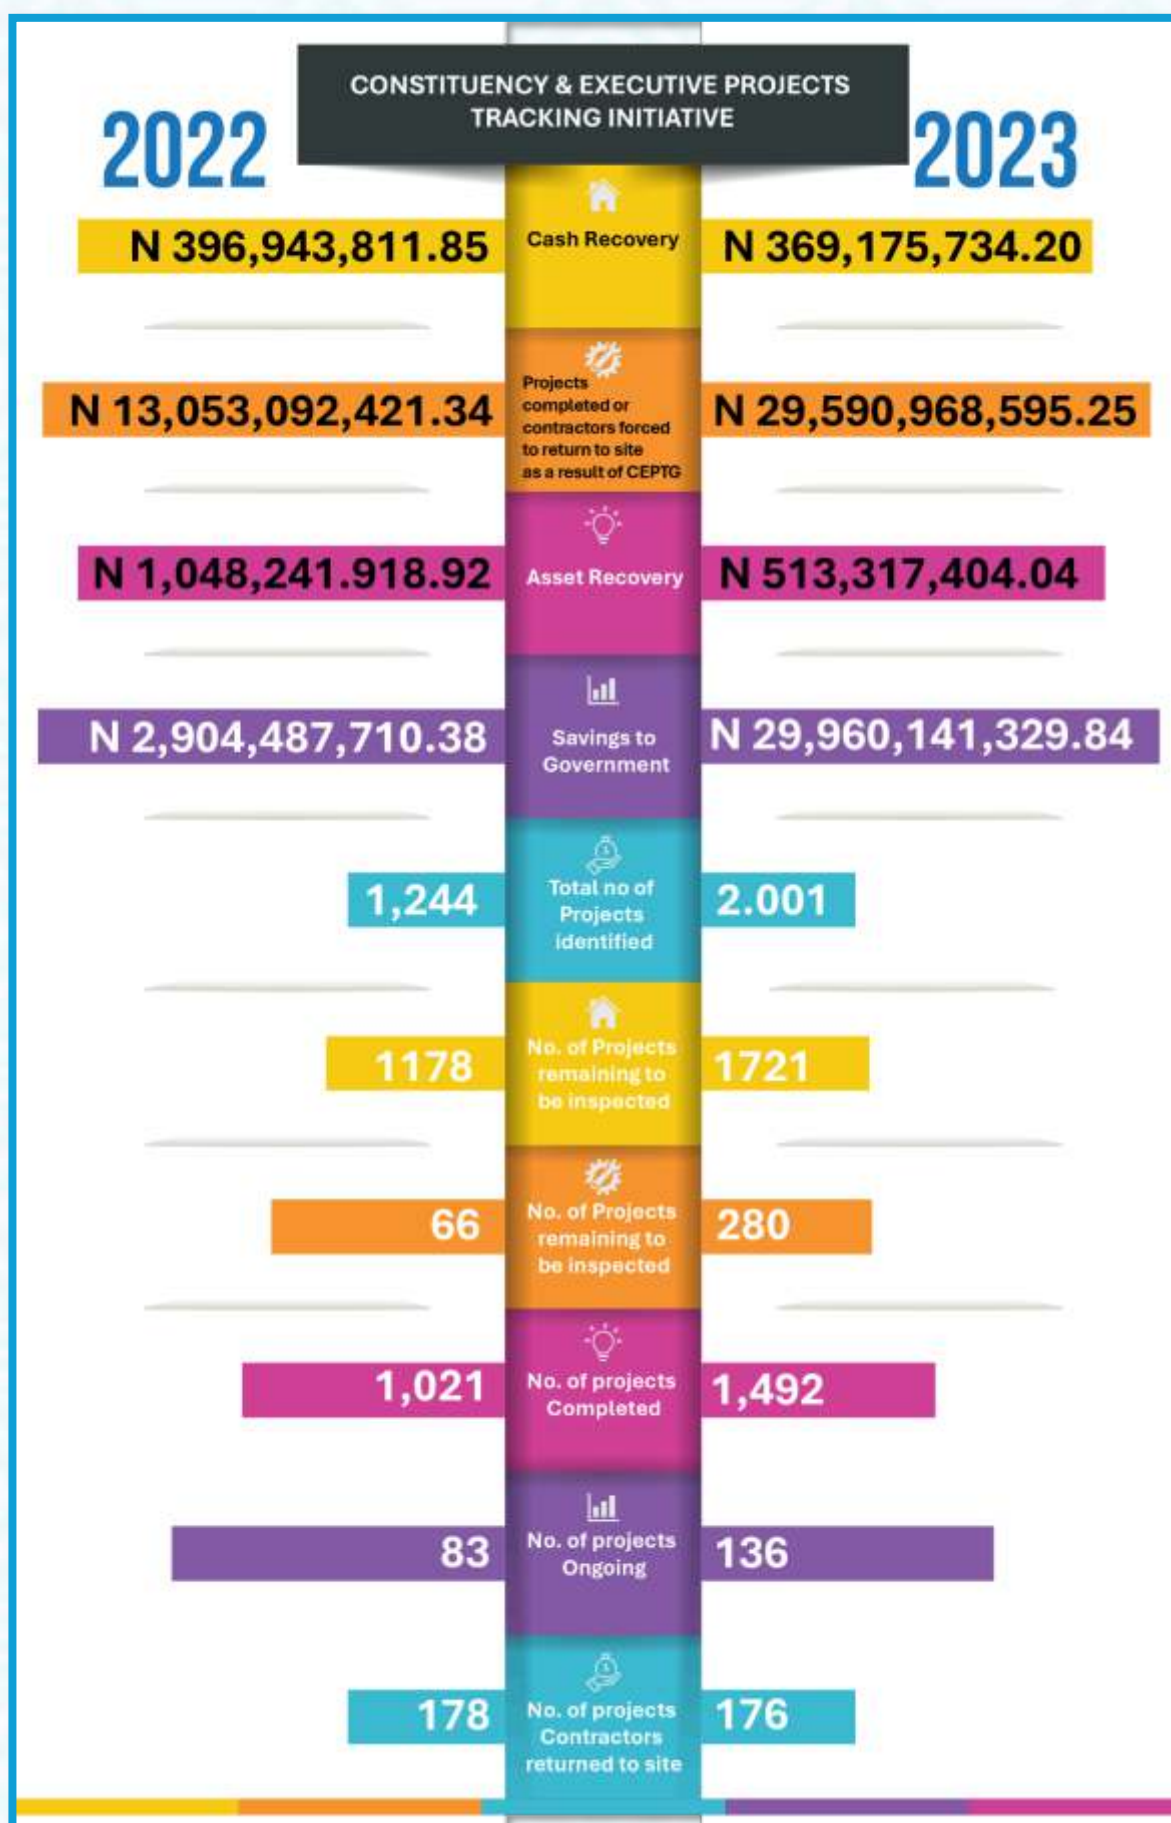 CONSTITUENCY & EXECUTIVE PROJECTS
TRACKING INITIATIVE
2022
2023
N 396,943,811.85
Cash Recovery
N 369,175,734.20
N 13,053,092,421.34
Projects
completed or
contractors forced
to return to site
as a result of CEPTG
N 29,590,968,595.25
N 1,048,241.918.92
Asset Recovery
N 513,317,404.04
N 2,904,487,710.38
Savings to
Government
N 29,960,141,329.84
1,244
Total no of
Projects
identified
2.001
1178
No. of Projects
remaining to
be inspected
1721
66
No. of Projects
remaining to
be inspected
280
1,021
No. of projects
Completed
1,492
83
No. of projects
Ongoing
136
178
No. of projects
Contractors
returned to site
176